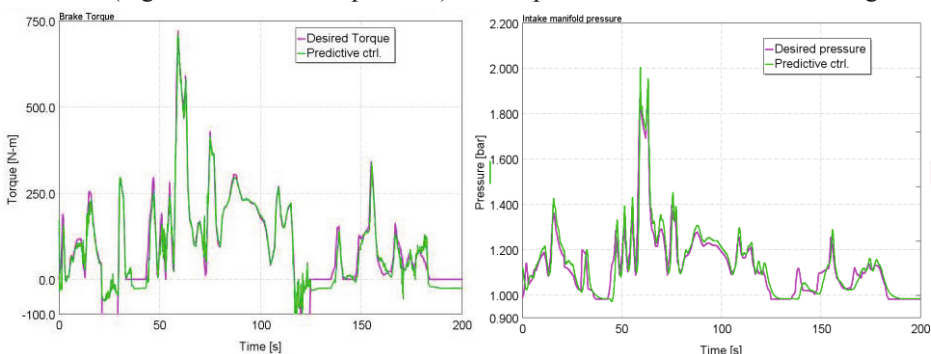 Brake Torque
Desired Torque
Predictive ctrl.
Torque [N-m]
750.0
500.0
250.0
0.0
-100.0
0 50 100 150 200
Time [s]
Intake manifold pressure
Desired pressure
Predictive ctrl.
Pressure [bar]
2.200
2.000
1.800
1.600
1.400
1.200
1.000
0.900
0 50 100 150 200
Time [s]